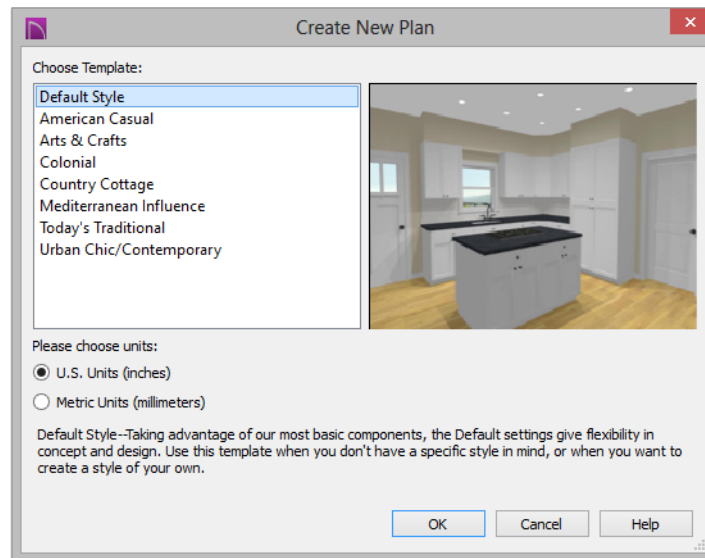 Create New Plan
Choose Template:
Default Style
American Casual
Arts & Crafts
Colonial
Country Cottage
Mediterranean Influence
Today's Traditional
Urban Chic/Contemporary
Please choose units:
U.S. Units (inches)
Metric Units (millimeters)
Default Style--Taking advantage of our most basic components, the Default settings give flexibility in
concept and design. Use this template when you don't have a specific style in mind, or when you want to
create a style of your own.
OK
Cancel
Help